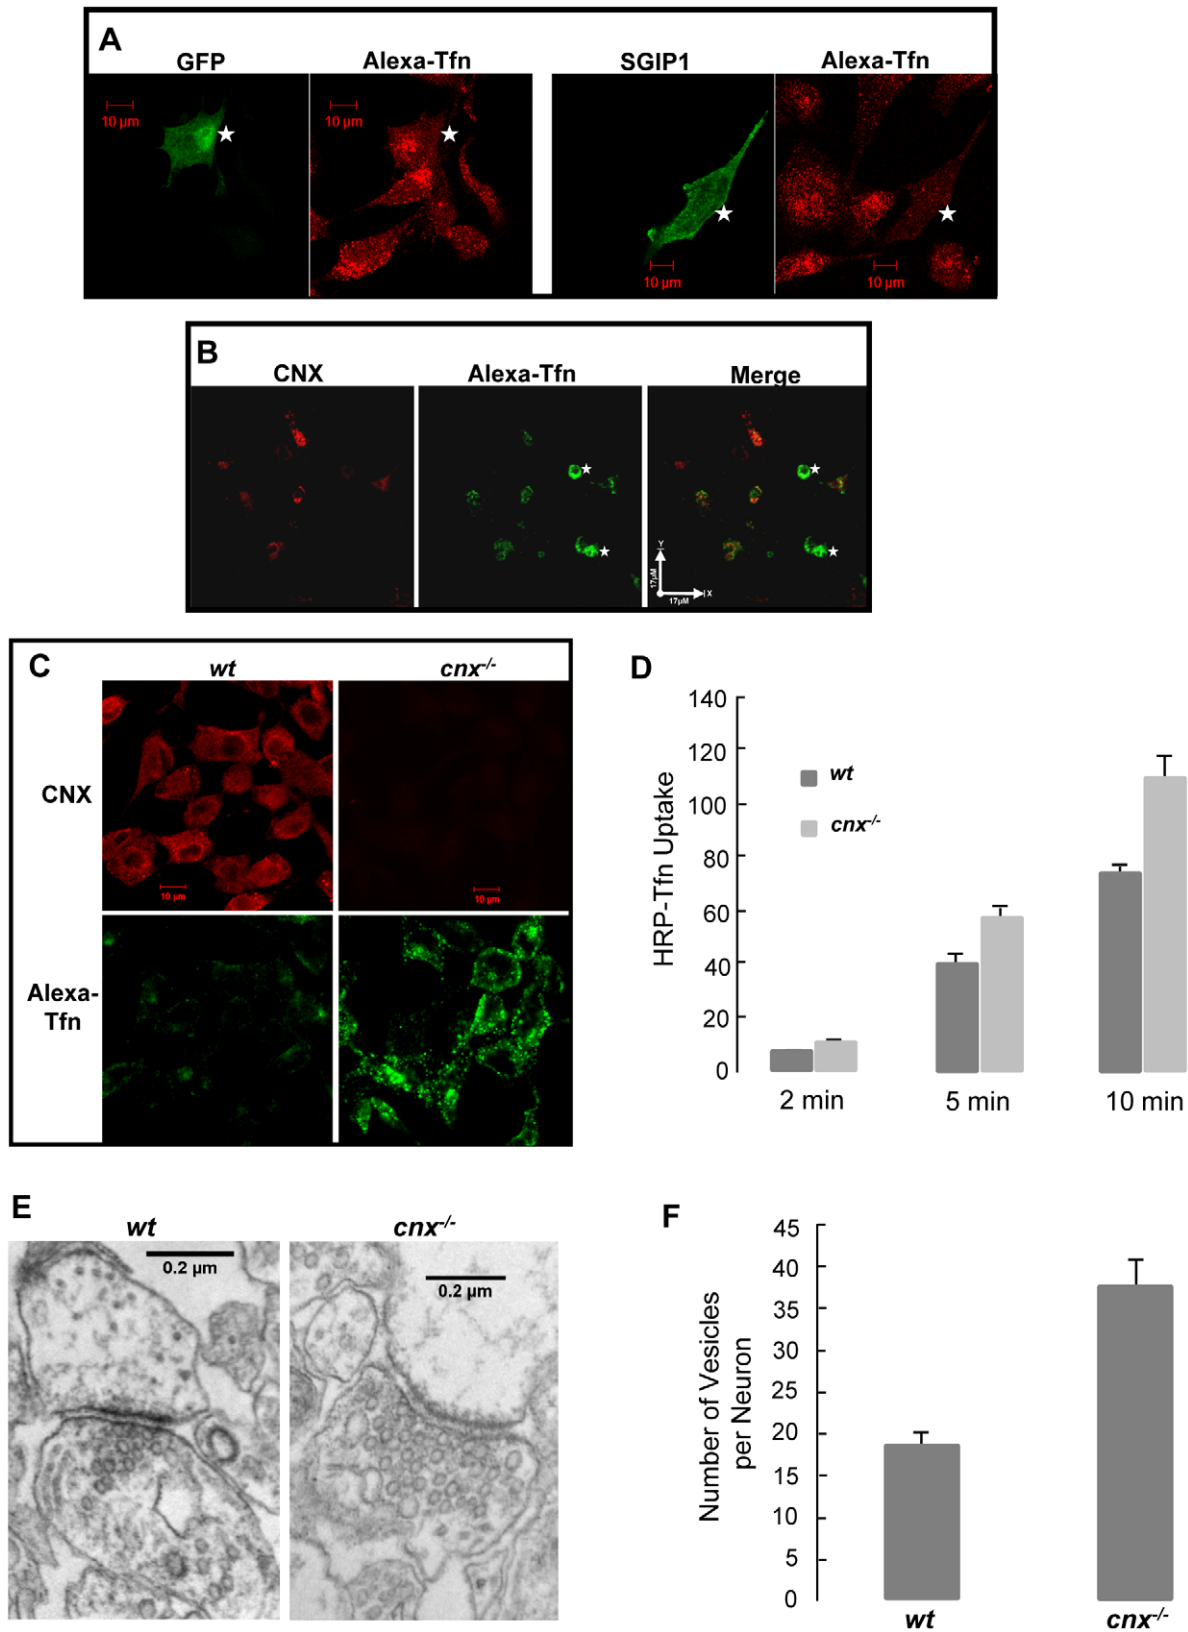 A
GFP
Alexa-Tfn
SGIP1
Alexa-Tfn
10 µm
10 µm
10 µm
10 µm
B
CNX
Alexa-Tfn
Merge
Y
17µM
17µM
X
C
wt
cnx-/-
CNX
10 µm
10 µm
Alexa-
Tfn
D
HRP-Tfn Uptake
140
120
100
80
60
40
20
0
wt
cnx-/-
2 min
5 min
10 min
E
wt
cnx-/-
0.2 µm
0.2 µm
F
Number of Vesicles
per Neuron
45
40
35
30
25
20
15
10
5
0
wt
cnx-/-